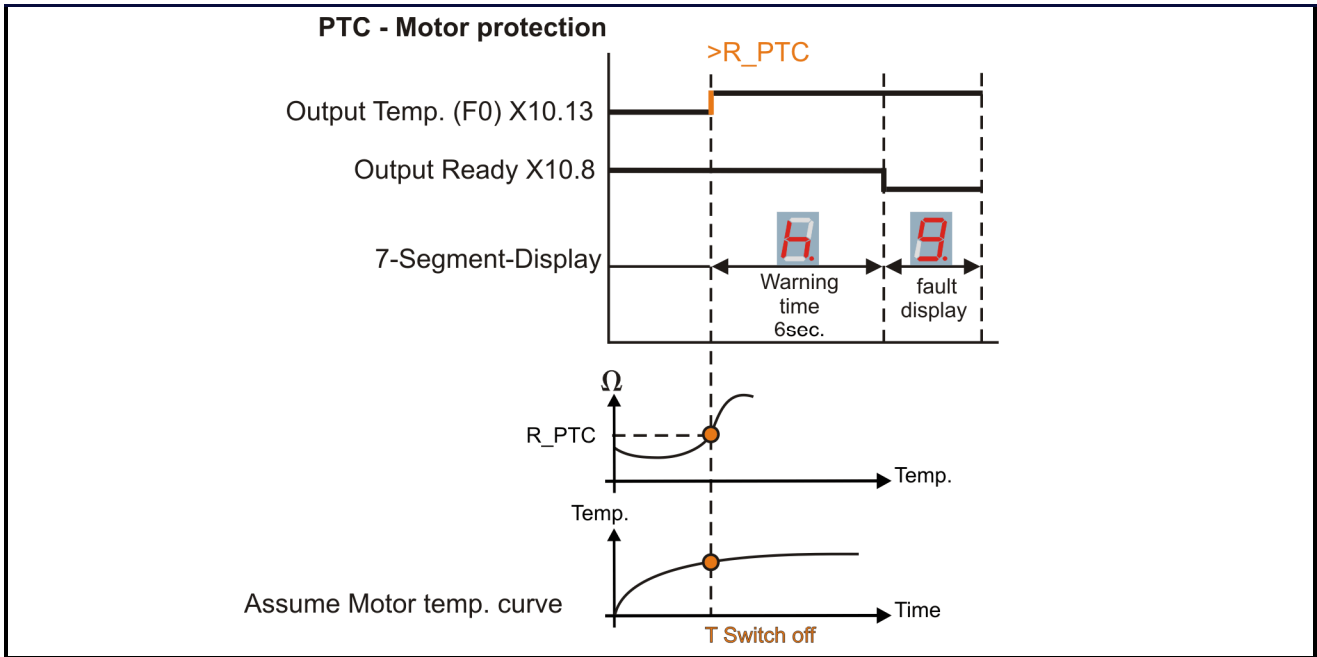 PTC - Motor protection
>R_PTC
Output Temp. (F0) X10.13
Output Ready X10.8
7-Segment-Display
h.
9.
Warning
time
6sec.
fault
display
Ω
R_PTC
Temp.
Temp.
Assume Motor temp. curve
Time
T Switch off